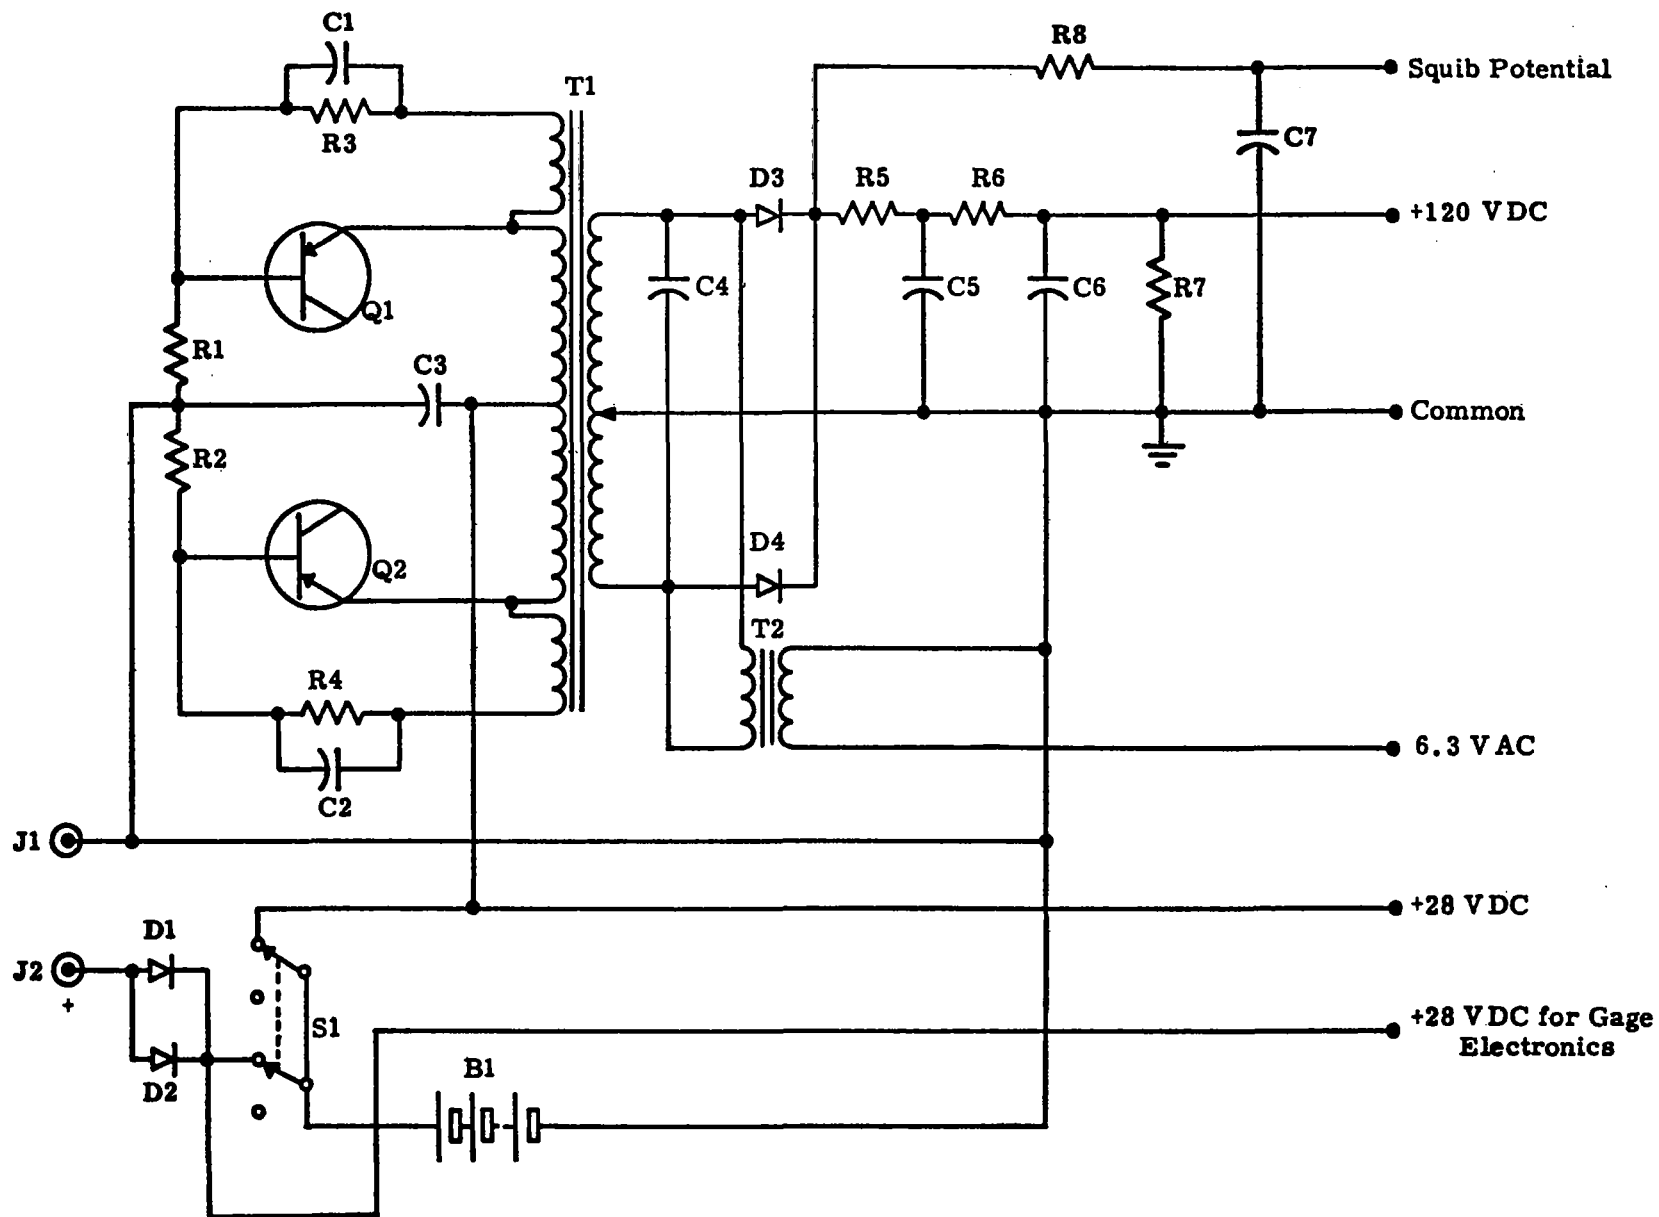 C1
R8
Squib Potential
T1
R3
C7
D3
R5
R6
+120 VDC
Q1
C4
C5
C6
R7
R1
C3
Common
R2
D4
Q2
T2
R4
6.3 VAC
C2
J1
+28 VDC
D1
J2
+
S1
+28 VDC for Gage
Electronics
B1
D2